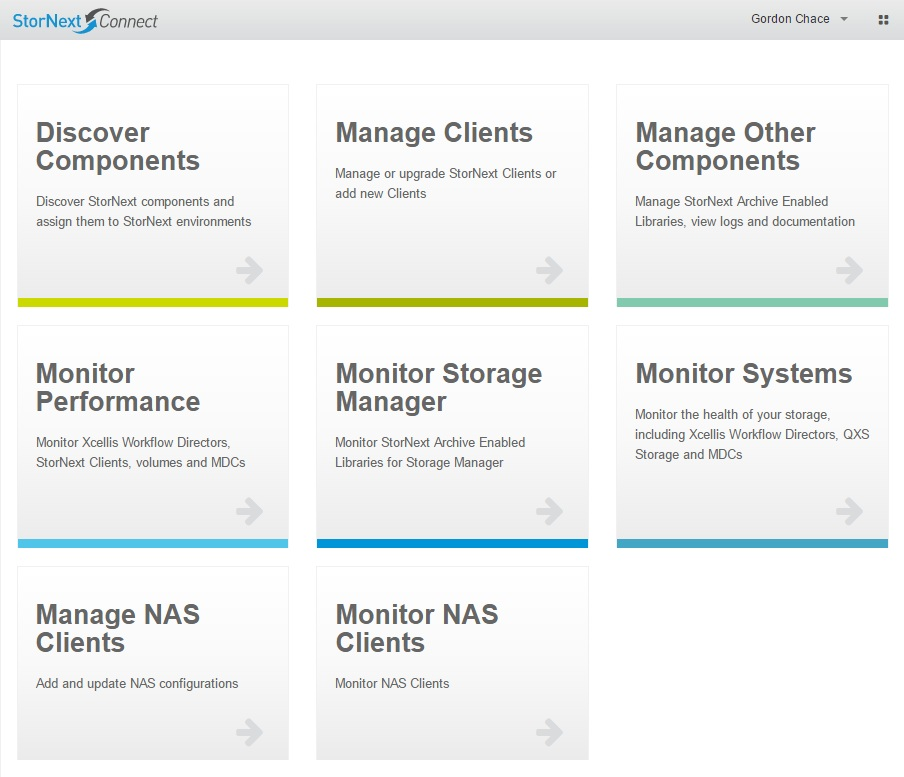 StorNext Connect
Gordon Chace
Discover
Components
Discover StorNext components and
assign them to StorNext environments
Manage Clients
Manage or upgrade StorNext Clients or
add new Clients
Manage Other
Components
Manage StorNext Archive Enabled
Libraries, view logs and documentation
Monitor
Performance
Monitor Xcellis Workflow Directors,
StorNext Clients, volumes and MDCs
Monitor Storage
Manager
Monitor StorNext Archive Enabled
Libraries for Storage Manager
Monitor Systems
Monitor the health of your storage,
including Xcellis Workflow Directors, QXS
Storage and MDCs
Manage NAS
Clients
Add and update NAS configurations
Monitor NAS
Clients
Monitor NAS Clients